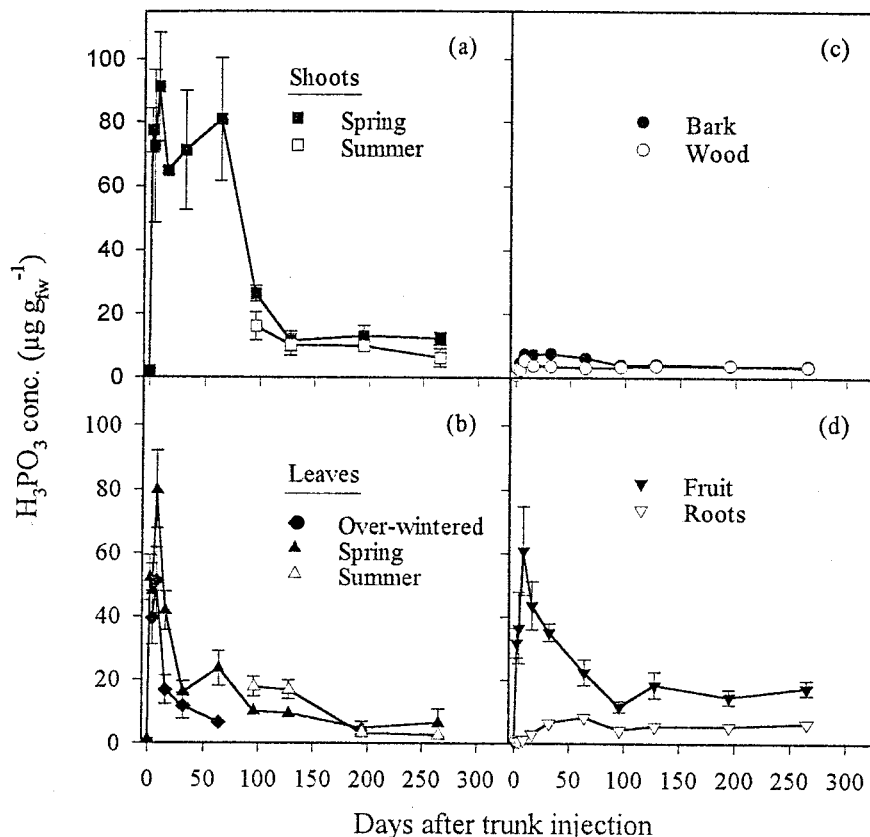 H₃PO₃ conc. (µg g_fw⁻¹)
(a)
Shoots
Spring
Summer
100
80
60
40
20
0
(c)
Bark
Wood
(b)
Leaves
Over-wintered
Spring
Summer
100
80
60
40
20
0
(d)
Fruit
Roots
0 50 100 150 200 250 300
0 50 100 150 200 250 300
Days after trunk injection